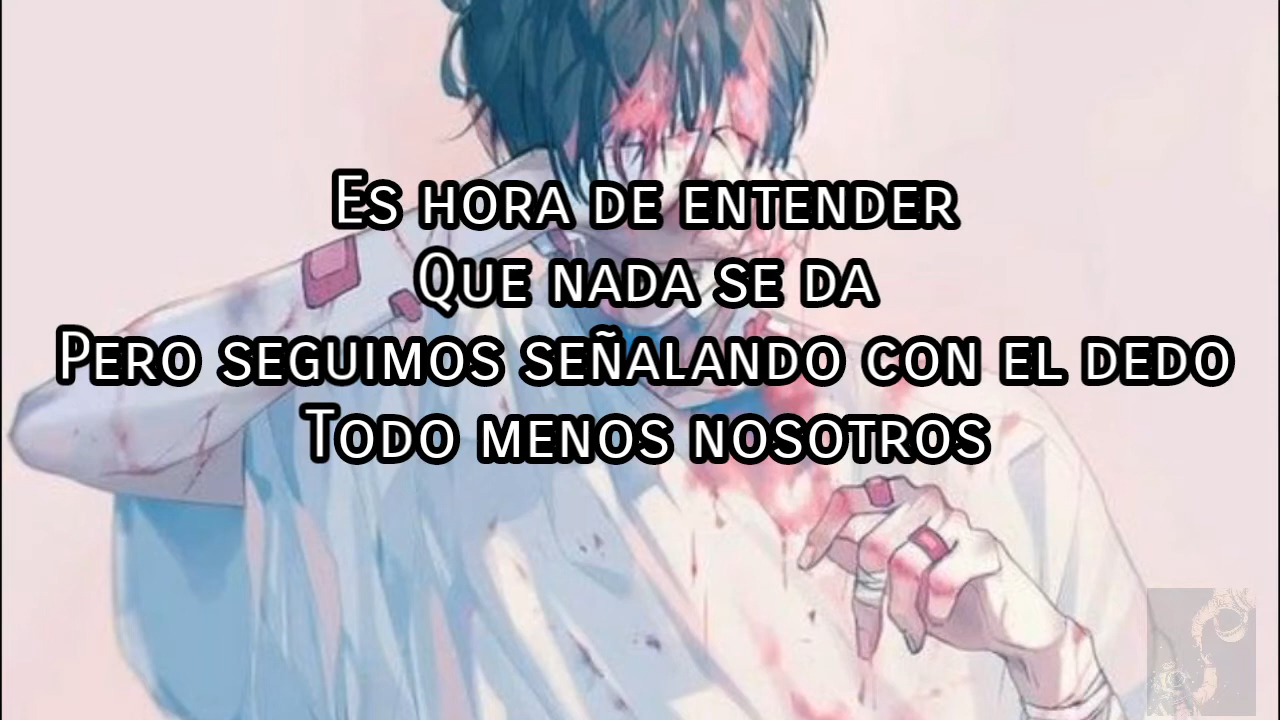 Es hora de entender
Que nada se da
Pero seguimos señalando con el dedo
Todo menos nosotros